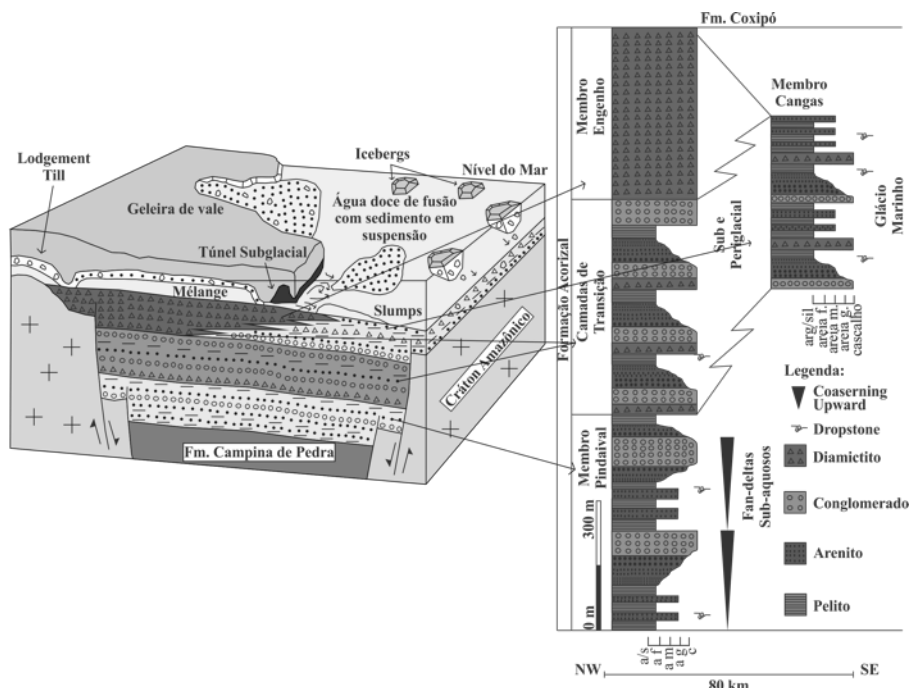 Fm. Coxipó
Membro
Engenho
Membro
Cangas
Lodgement
Till
Icebergs
Nível do Mar
Geleira de vale
Água doce de fusão
com sedimento em
suspensão
Túnel Subglacial
Mélange
Slumps
Cráton Amazônico
Fm. Campina de Pedra
Formação Acorizal
Camadas de
Transição
Sub e
Periglacial
Glácio
Marinho
arg/sil
areia f.
areia m.
areia g.
cascalho
Membro
Pindaival
Fan-deltas
Sub-aquosos
300 m
0 m
Legenda:
Coaserning
Upward
Dropstone
Diamictito
Conglomerado
Arenito
Pelito
a/s
a f
a m
a g
c
NW
SE
80 km